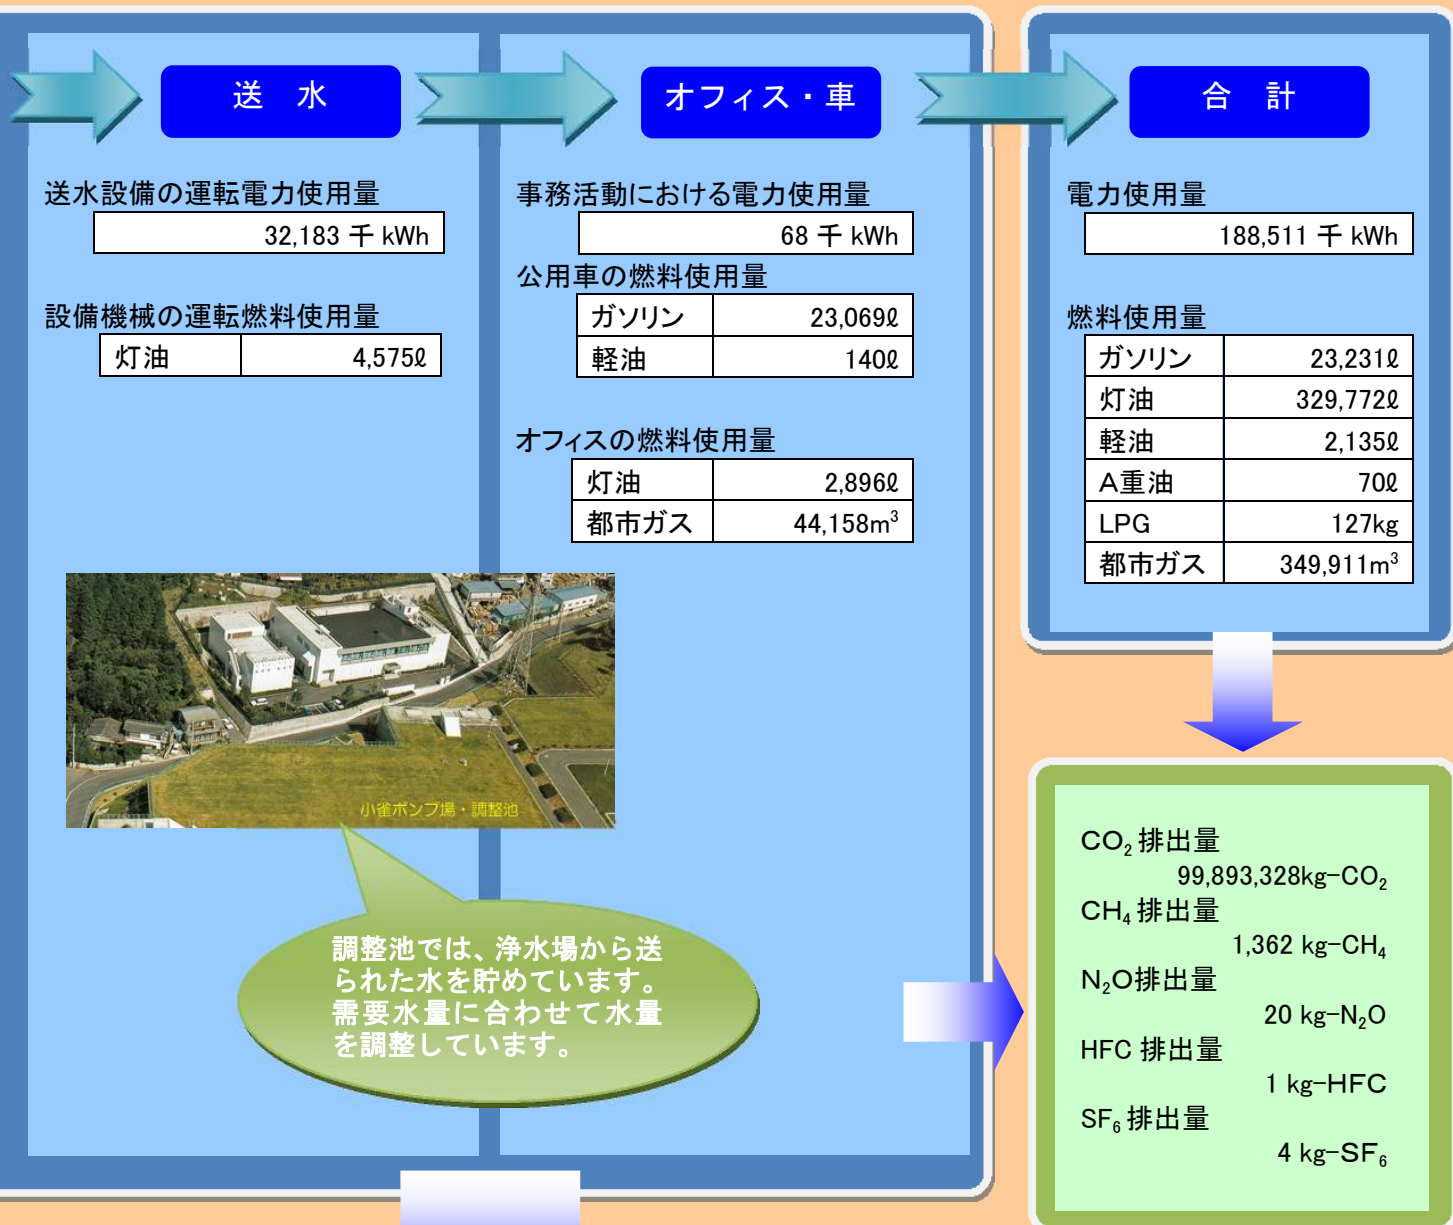 送 水
送水設備の運転電力使用量
32,183 千 kWh
設備機械の運転燃料使用量
灯油 4,575ℓ
小雀ポンプ場・調整池
調整池では、浄水場から送
られた水を貯めています。
需要水量に合わせて水量
を調整しています。
オフィス・車
事務活動における電力使用量
68 千 kWh
公用車の燃料使用量
ガソリン 23,069ℓ
軽油 140ℓ
オフィスの燃料使用量
灯油 2,896ℓ
都市ガス 44,158m³
合 計
電力使用量
188,511 千 kWh
燃料使用量
ガソリン 23,231ℓ
灯油 329,772ℓ
軽油 2,135ℓ
A重油 70ℓ
LPG 127kg
都市ガス 349,911m³
CO₂排出量
99,893,328kg-CO₂
CH₄排出量
1,362 kg-CH₄
N₂O排出量
20 kg-N₂O
HFC 排出量
1 kg-HFC
SF₆排出量
4 kg-SF₆